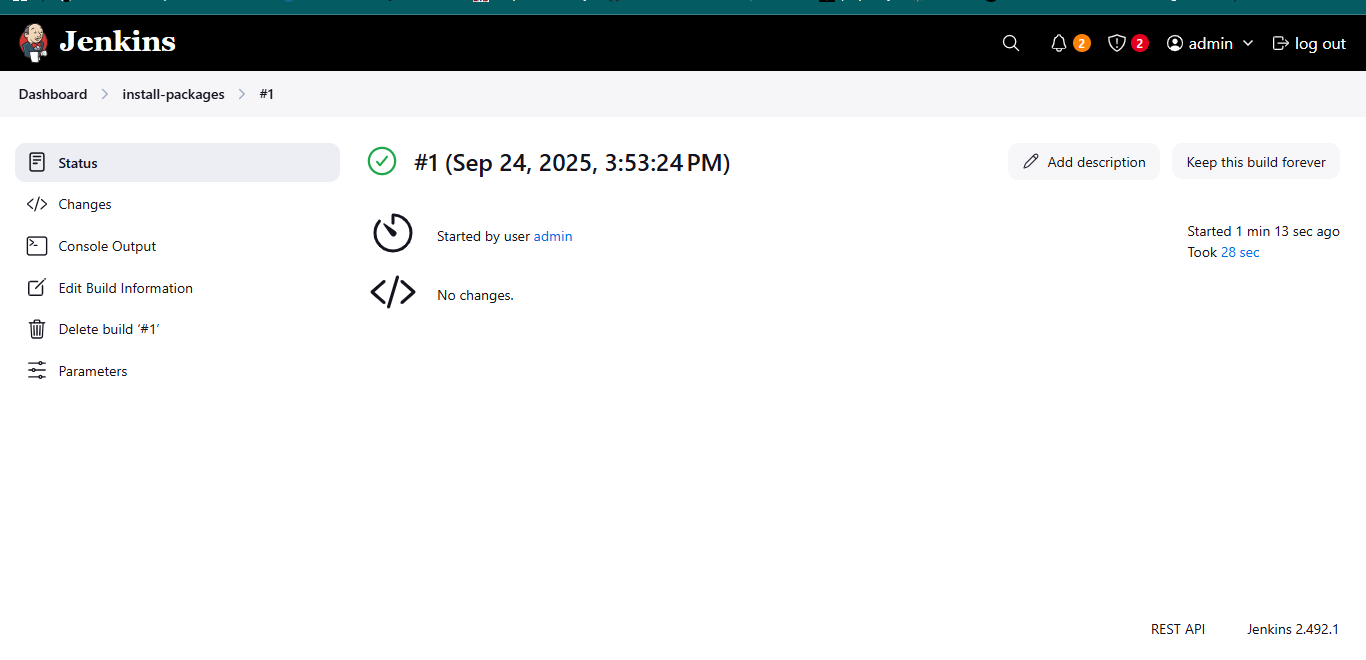 Jenkins
2
2
admin
log out
Dashboard
install-packages
#1
Status
Changes
Console Output
Edit Build Information
Delete build ‘#1’
Parameters
#1 (Sep 24, 2025, 3:53:24 PM)
Add description
Keep this build forever
Started by user admin
No changes.
Started 1 min 13 sec ago
Took 28 sec
REST API
Jenkins 2.492.1